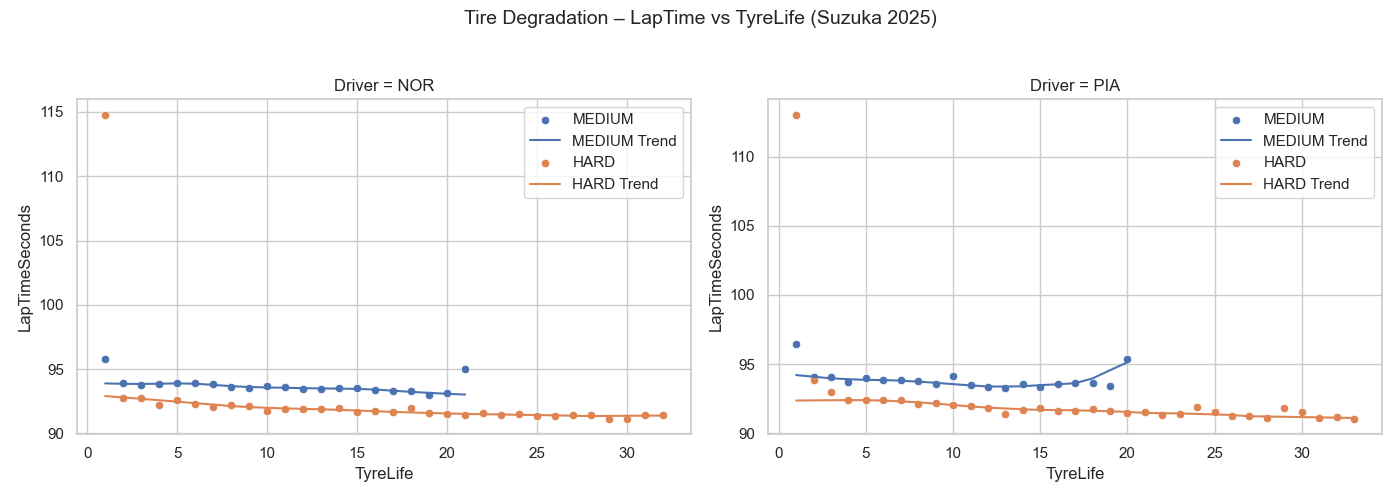 Tire Degradation – LapTime vs TyreLife (Suzuka 2025)
Driver = NOR
115
110
105
100
95
90
LapTimeSeconds
0 5 10 15 20 25 30
TyreLife
MEDIUM
MEDIUM Trend
HARD
HARD Trend
Driver = PIA
110
105
100
95
90
LapTimeSeconds
0 5 10 15 20 25 30
TyreLife
MEDIUM
MEDIUM Trend
HARD
HARD Trend